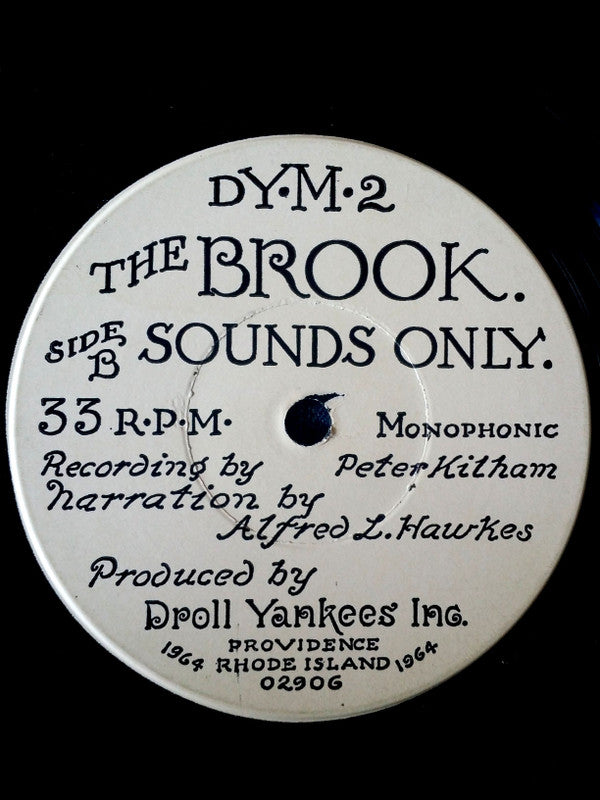 DY·M·2
THE BROOK.
SIDE B SOUNDS ONLY.
33 R·P·M· Monophonic
Recording by Peter Kilham
Narration by
Alfred L. Hawkes
Produced by
Droll Yankees Inc.
PROVIDENCE
1964 RHODE ISLAND 1964
02906